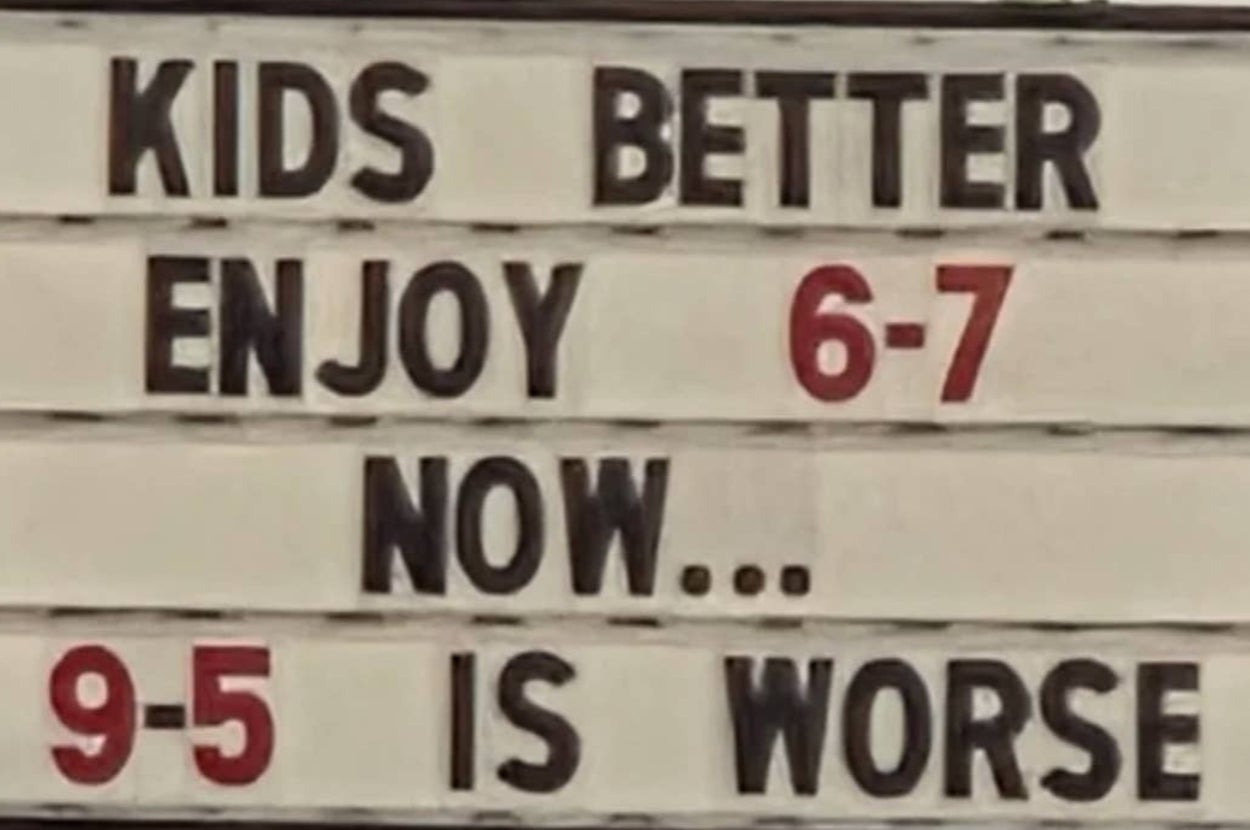 KIDS BETTER
ENJOY 6-7
NOW...
9-5 IS WORSE